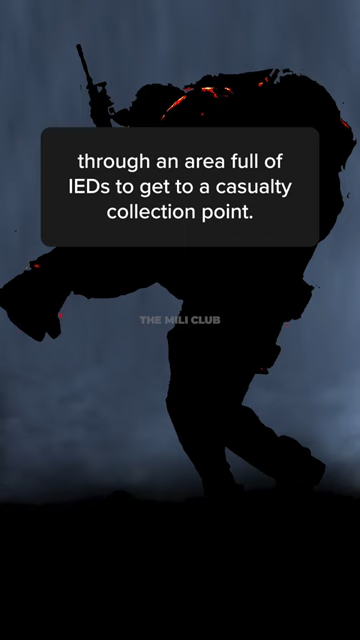 through an area full of
IEDs to get to a casualty
collection point.
THE MILI CLUB